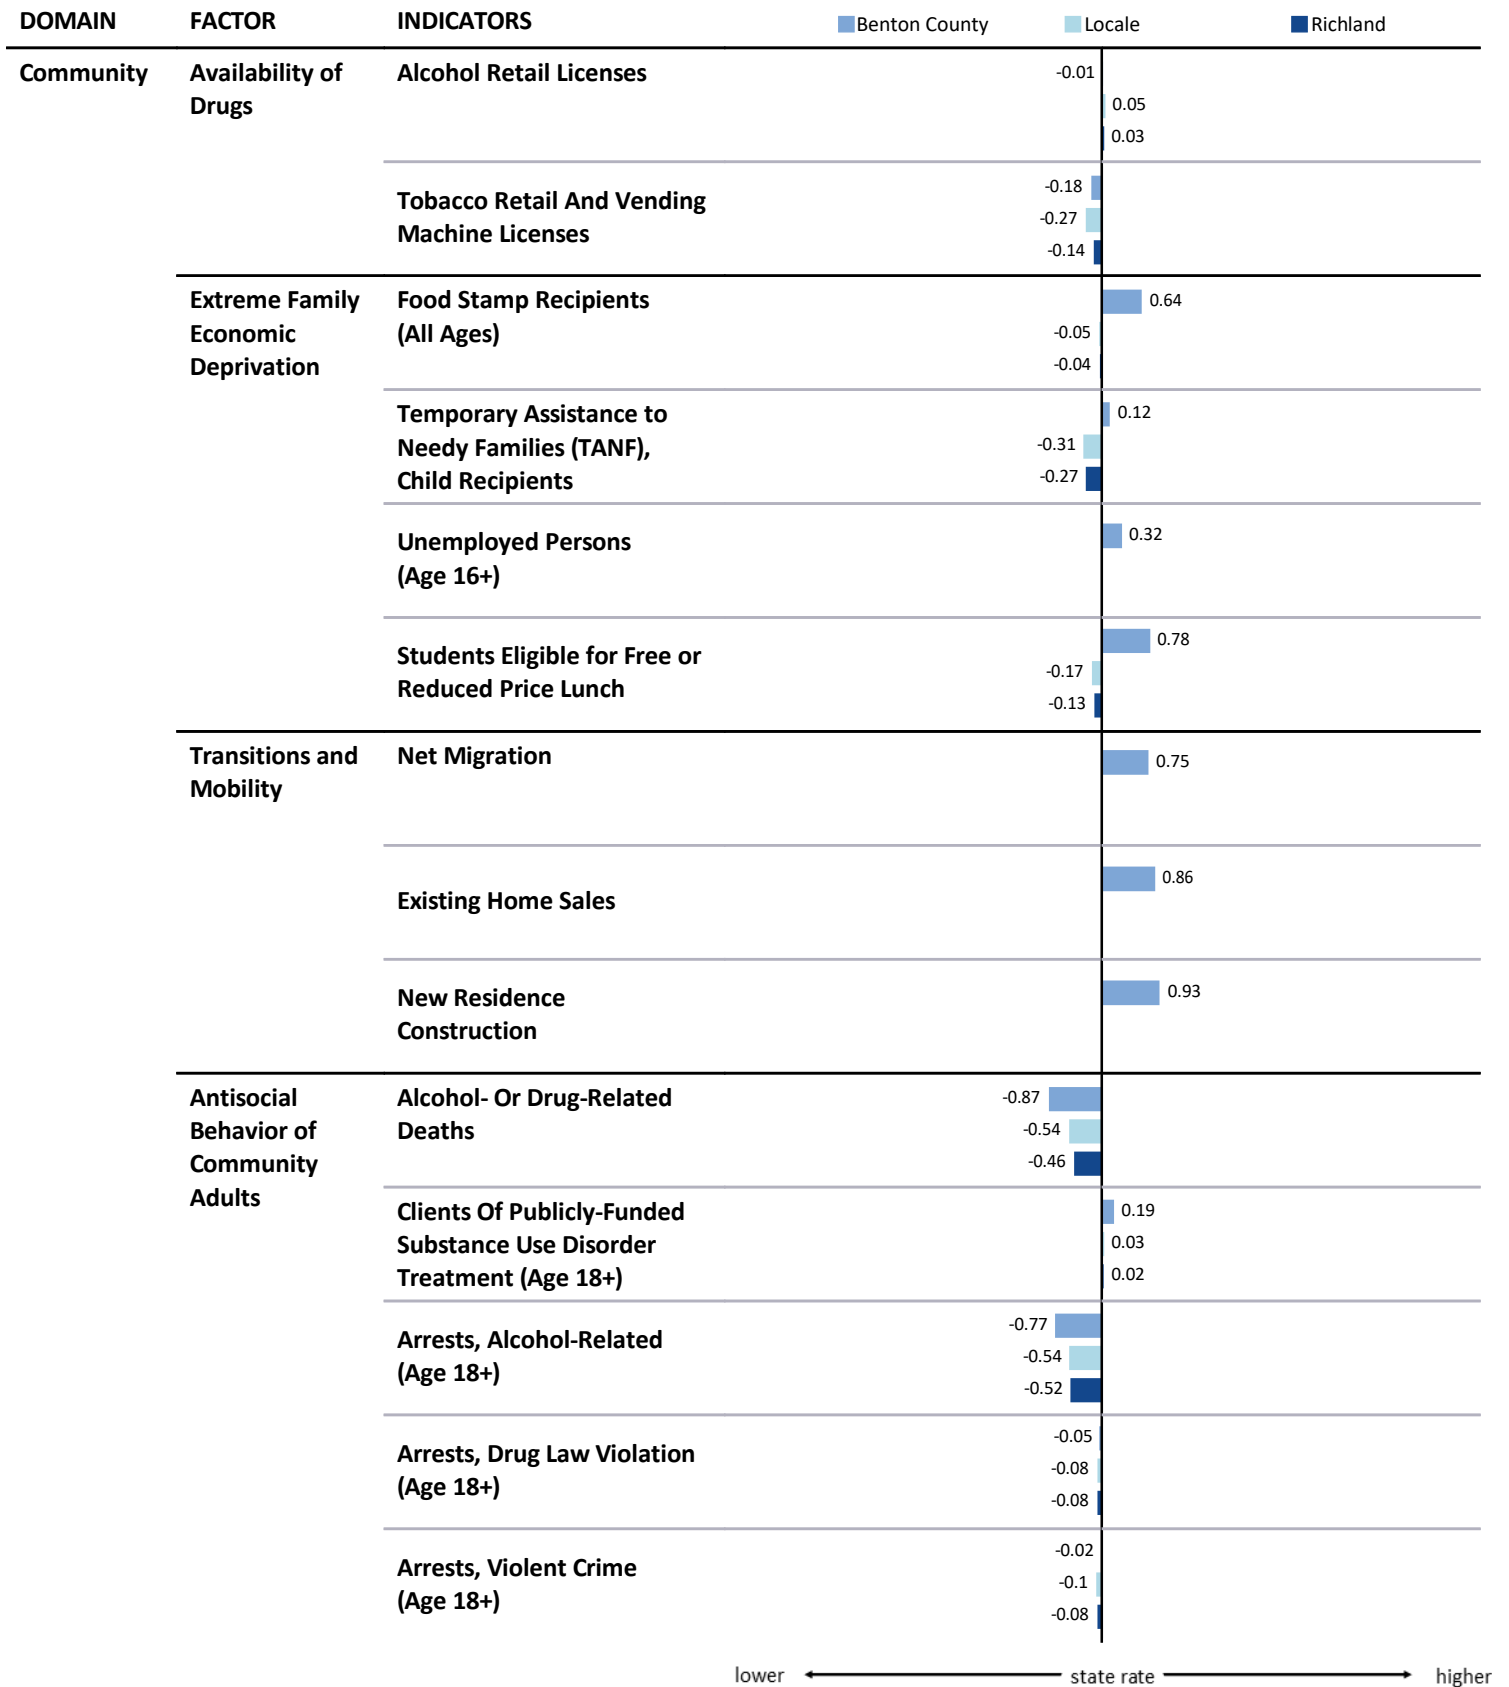 DOMAIN FACTOR INDICATORS Benton County Locale Richland
Community Availability of Drugs
Alcohol Retail Licenses
-0.01
0.05
0.03
Tobacco Retail And Vending
Machine Licenses
-0.18
-0.27
-0.14
Extreme Family
Economic
Deprivation
Food Stamp Recipients
(All Ages)
0.64
-0.05
-0.04
Temporary Assistance to
Needy Families (TANF),
Child Recipients
0.12
-0.31
-0.27
Unemployed Persons
(Age 16+)
0.32
Students Eligible for Free or
Reduced Price Lunch
0.78
-0.17
-0.13
Transitions and
Mobility
Net Migration
0.75
Existing Home Sales
0.86
New Residence
Construction
0.93
Antisocial
Behavior of
Community
Adults
Alcohol- Or Drug-Related
Deaths
-0.87
-0.54
-0.46
Clients Of Publicly-Funded
Substance Use Disorder
Treatment (Age 18+)
0.19
0.03
0.02
Arrests, Alcohol-Related
(Age 18+)
-0.77
-0.54
-0.52
Arrests, Drug Law Violation
(Age 18+)
-0.05
-0.08
-0.08
Arrests, Violent Crime
(Age 18+)
-0.02
-0.1
-0.08
lower state rate higher